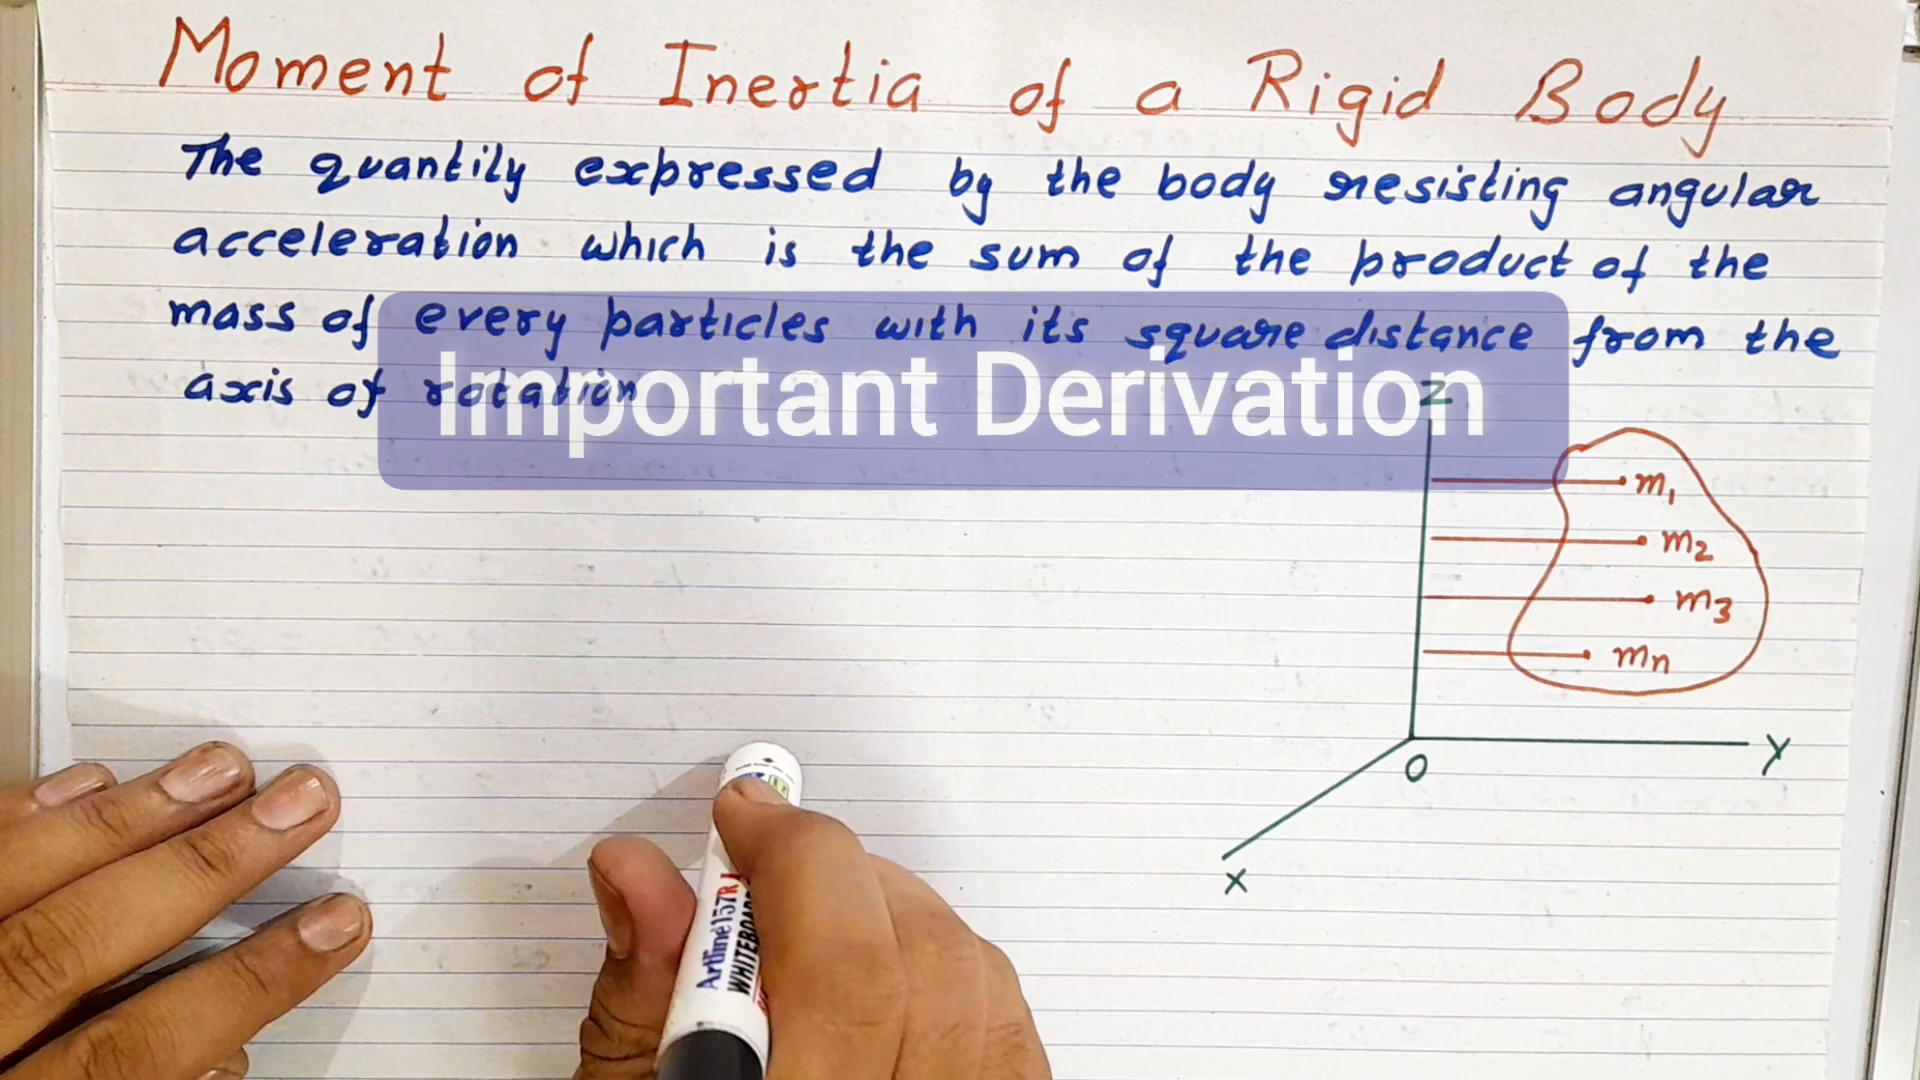 Moment of Inertia of a Rigid Body
The quantily expressed by the body resisting angular
acceleration which is the sum of the product of the
mass of every particles with its square distance from the
axis of rotation
Important Derivation
Z
m1
m2
m3
mn
Y
O
X
Artline 157R
WHITEBOARD